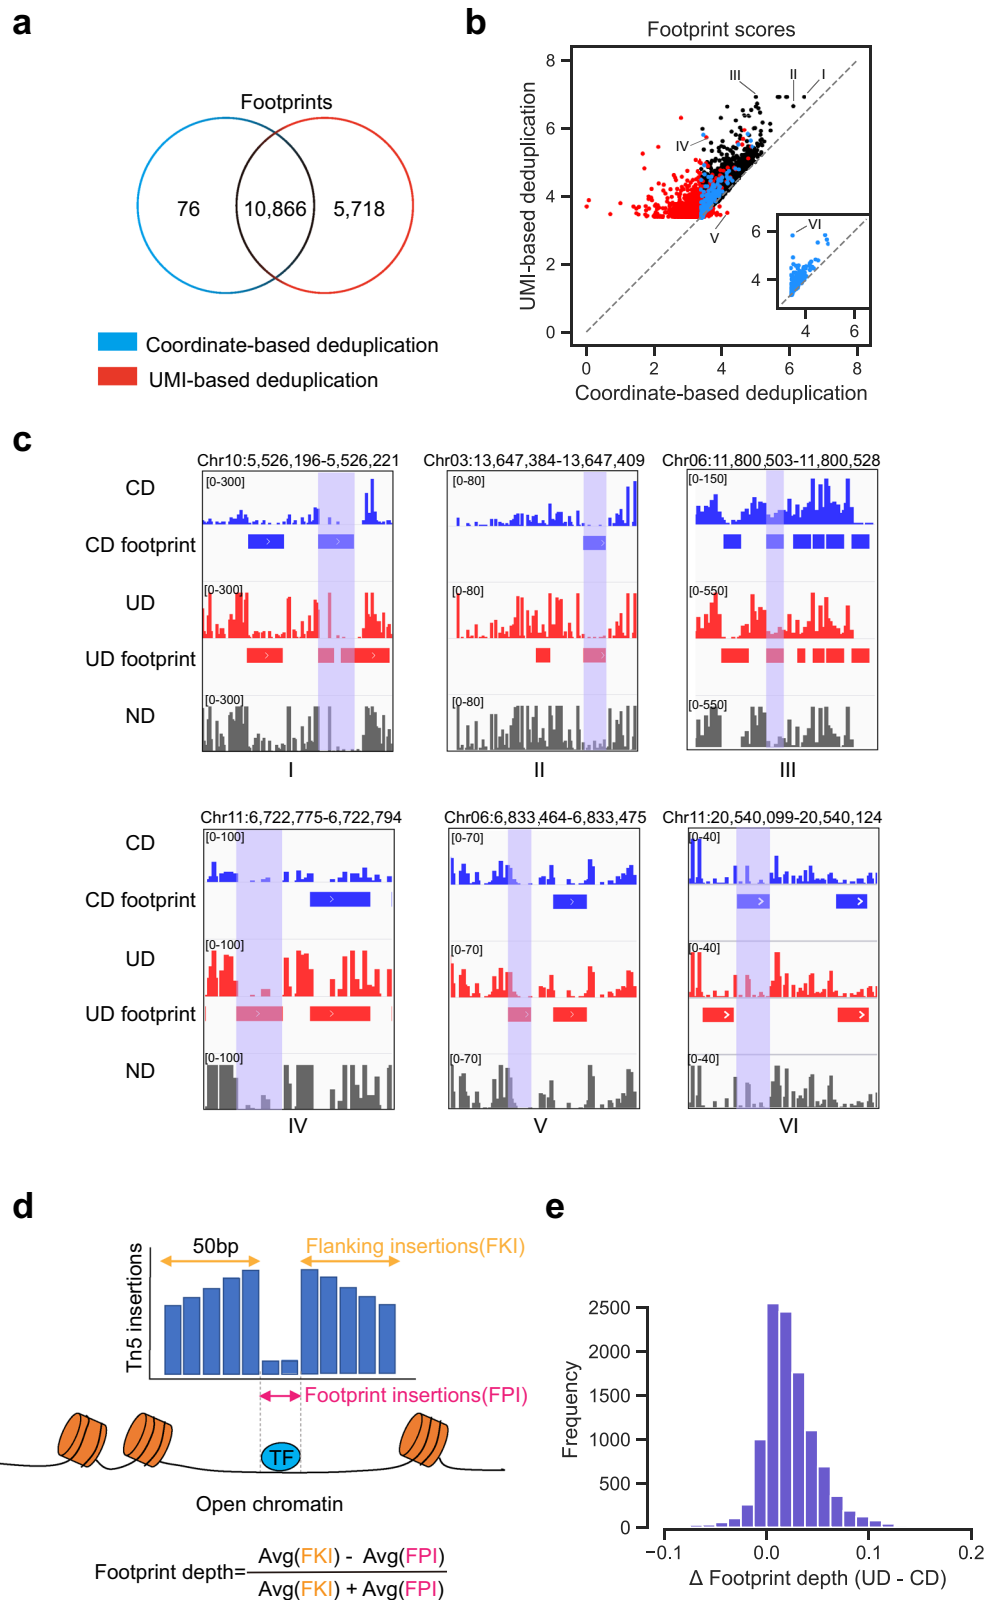 a
Footprints
76
10,866
5,718
Coordinate-based deduplication
UMI-based deduplication
b
Footprint scores
UMI-based deduplication
8
6
4
2
0
0 2 4 6 8
Coordinate-based deduplication
I
II
III
IV
V
VI
6
4
4 6
c
Chr10:5,526,196-5,526,221
Chr03:13,647,384-13,647,409
Chr06:11,800,503-11,800,528
CD
[0-300]
[0-80]
[0-150]
CD footprint
UD
[0-300]
[0-80]
[0-550]
UD footprint
ND
[0-300]
[0-80]
[0-550]
I
II
III
Chr11:6,722,775-6,722,794
Chr06:6,833,464-6,833,475
Chr11:20,540,099-20,540,124
CD
[0-100]
[0-70]
[0-40]
CD footprint
UD
[0-100]
[0-70]
[0-40]
UD footprint
ND
[0-100]
[0-70]
[0-40]
IV
V
VI
d
Tn5 insertions
50bp
Flanking insertions(FKI)
Footprint insertions(FPI)
TF
Open chromatin
Footprint depth=
Avg(FKI) - Avg(FPI)
Avg(FKI) + Avg(FPI)
e
Frequency
2500
2000
1500
1000
500
0
−0.1 0.0 0.1 0.2
Δ Footprint depth (UD - CD)